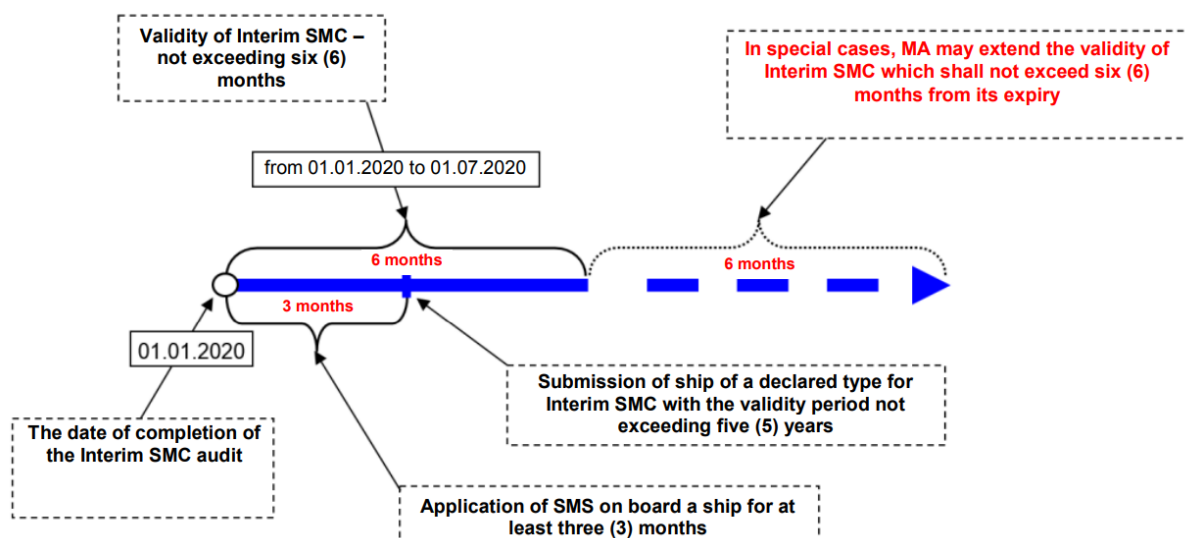 Validity of Interim SMC –
not exceeding six (6)
months
In special cases, MA may extend the validity of
Interim SMC which shall not exceed six (6)
months from its expiry
from 01.01.2020 to 01.07.2020
6 months
6 months
3 months
01.01.2020
Submission of ship of a declared type for
Interim SMC with the validity period not
exceeding five (5) years
The date of completion of
the Interim SMC audit
Application of SMS on board a ship for at
least three (3) months